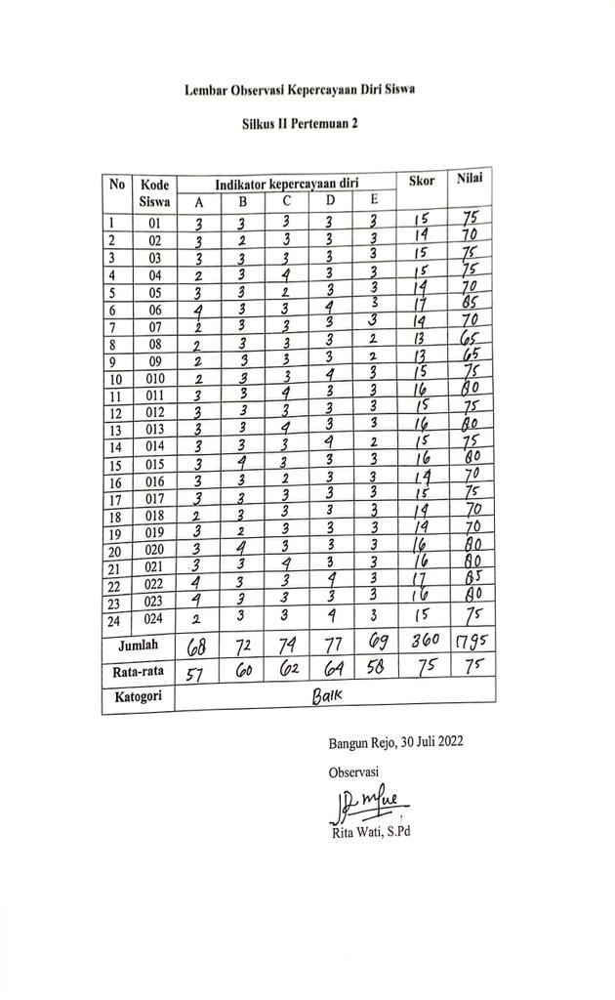 Lembar Observasi Kepercayaan Diri Siswa
Silkus II Pertemuan 2
No Kode Siswa Indikator kepercayaan diri Skor Nilai
A B C D E
1 01 3 3 3 3 3 15 75
2 02 3 2 3 3 3 14 70
3 03 3 3 3 3 3 15 75
4 04 2 3 4 3 3 15 75
5 05 3 3 2 3 3 14 70
6 06 4 3 3 4 3 17 85
7 07 2 3 3 3 3 14 70
8 08 2 3 3 3 2 13 65
9 09 2 3 3 3 2 13 65
10 010 2 3 3 4 3 15 75
11 011 3 3 4 3 3 16 80
12 012 3 3 3 3 3 15 75
13 013 3 3 4 3 3 16 80
14 014 3 3 3 4 2 15 75
15 015 3 4 3 3 3 16 80
16 016 3 3 2 3 3 14 70
17 017 3 3 3 3 3 15 75
18 018 2 3 3 3 3 14 70
19 019 3 2 3 3 3 14 70
20 020 3 4 3 3 3 16 80
21 021 3 3 4 3 3 16 80
22 022 4 3 3 4 3 17 85
23 023 4 3 3 3 3 16 80
24 024 2 3 3 4 3 15 75
Jumlah 68 72 74 77 69 360 1795
Rata-rata 57 60 62 64 58 75 75
Katogori Baik
Bangun Rejo, 30 Juli 2022
Observasi
Rita Wati, S.Pd